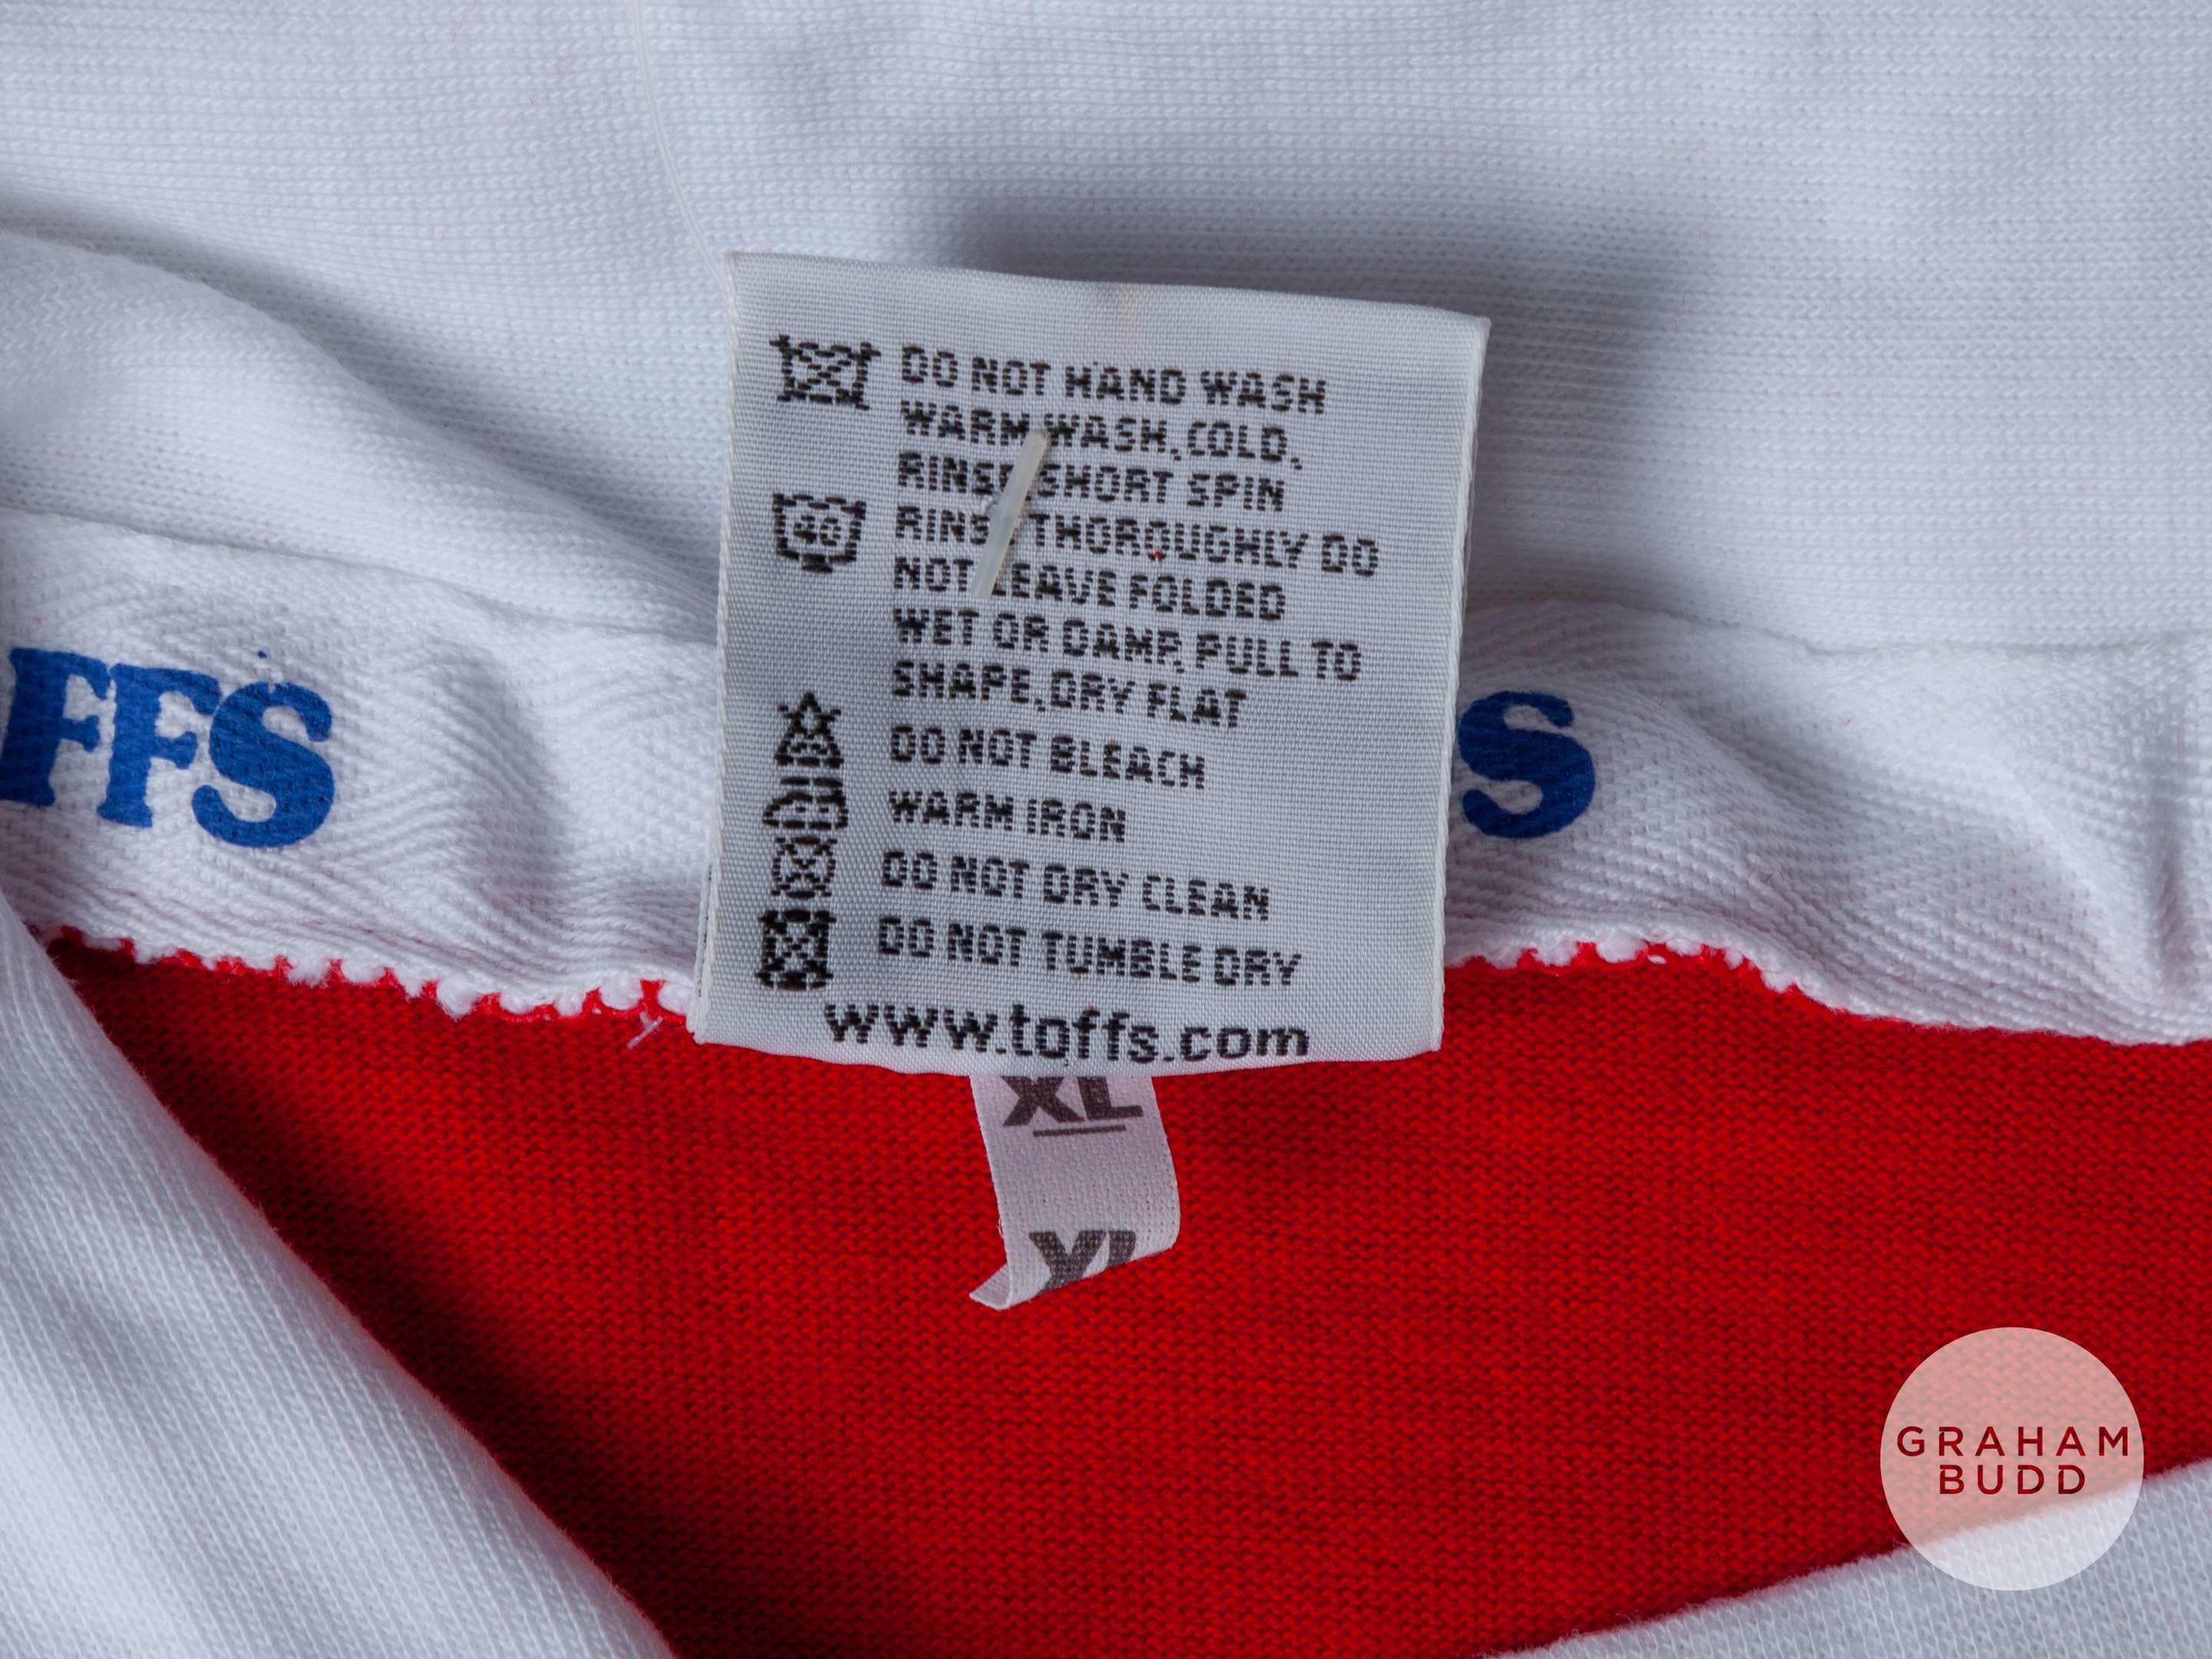 DO NOT HAND WASH
WARM WASH, COLD,
RINSE SHORT SPIN
40
RINSE THOROUGHLY DO
NOT LEAVE FOLDED
WET OR DAMP, PULL TO
SHAPE, DRY FLAT
FFS
S
DO NOT BLEACH
WARM IRON
DO NOT DRY CLEAN
DO NOT TUMBLE DRY
www.toffs.com
XL
XL
GRAHAM
BUDD